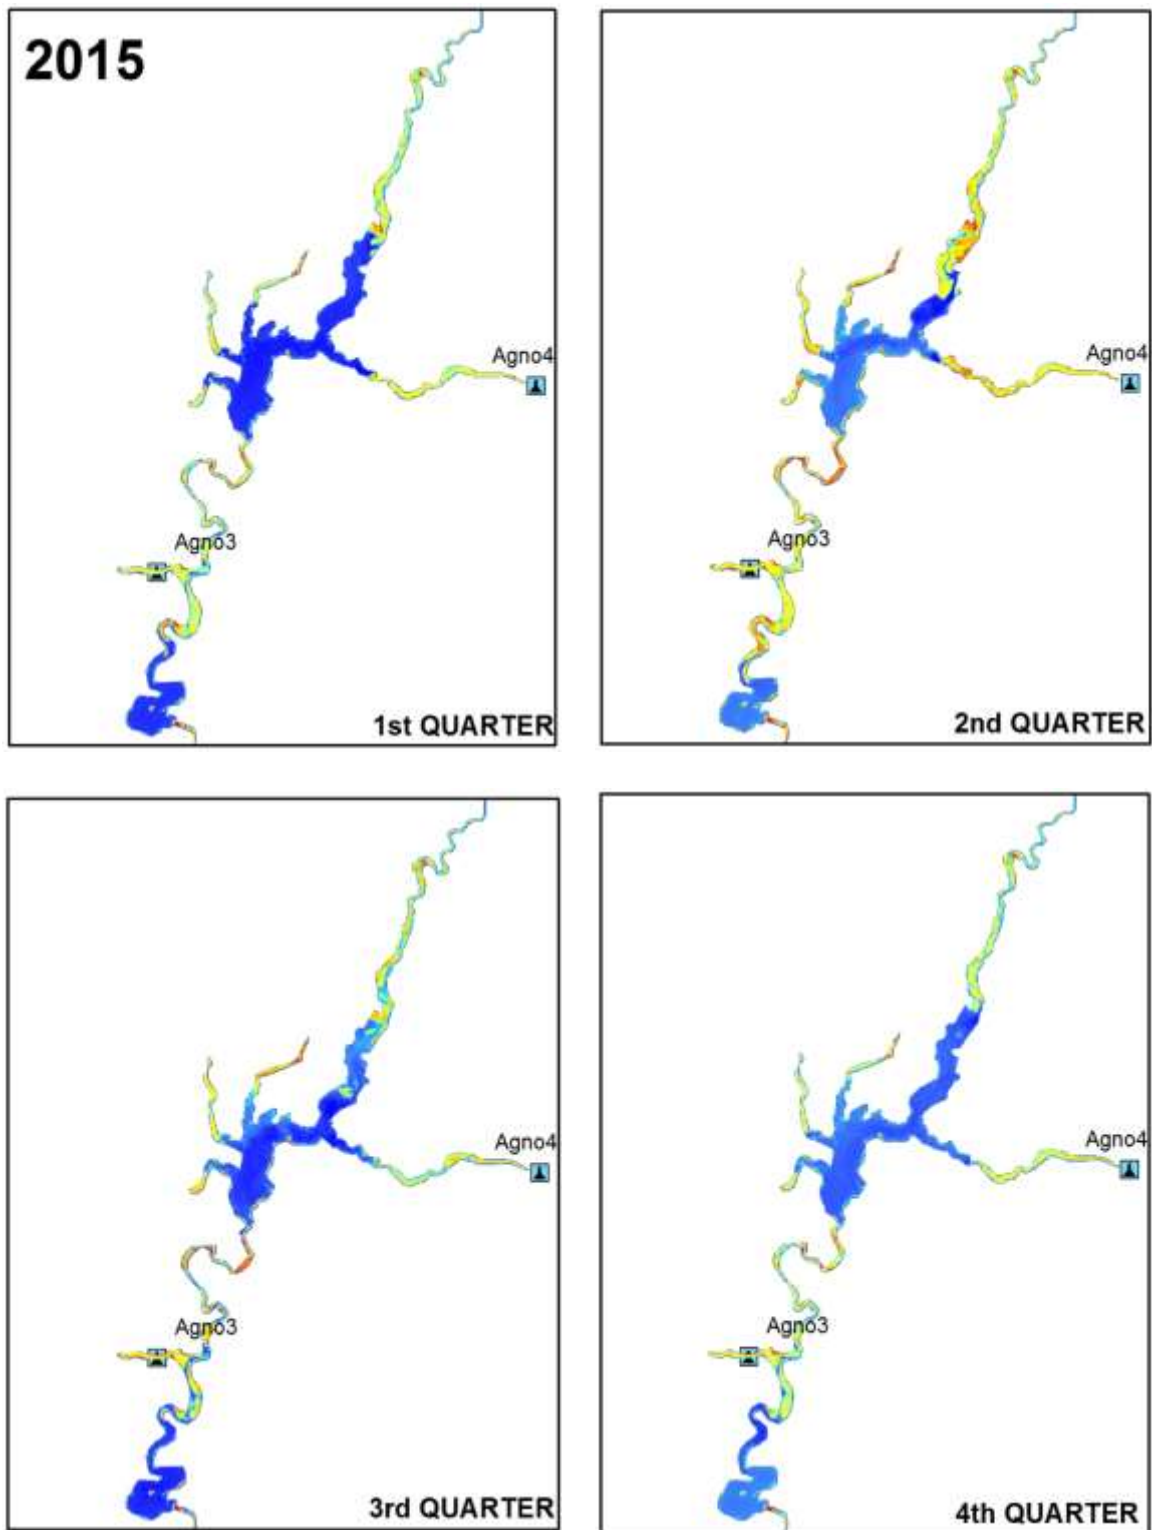 2015
Agno4
Agno3
1st QUARTER
Agno4
Agno3
2nd QUARTER
Agno4
Agno3
3rd QUARTER
Agno4
Agno3
4th QUARTER